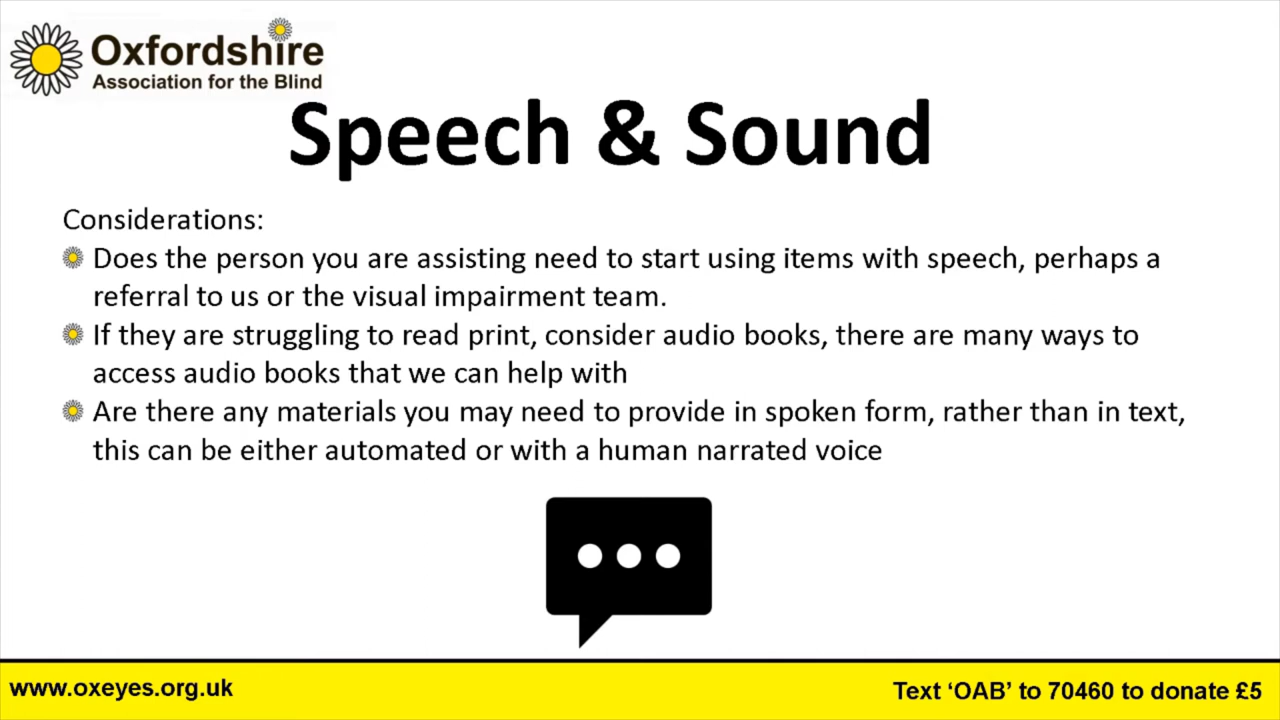 Oxfordshire
Association for the Blind
Speech & Sound
Considerations:
Does the person you are assisting need to start using items with speech, perhaps a
referral to us or the visual impairment team.
If they are struggling to read print, consider audio books, there are many ways to
access audio books that we can help with
Are there any materials you may need to provide in spoken form, rather than in text,
this can be either automated or with a human narrated voice
www.oxeyes.org.uk
Text ‘OAB’ to 70460 to donate £5